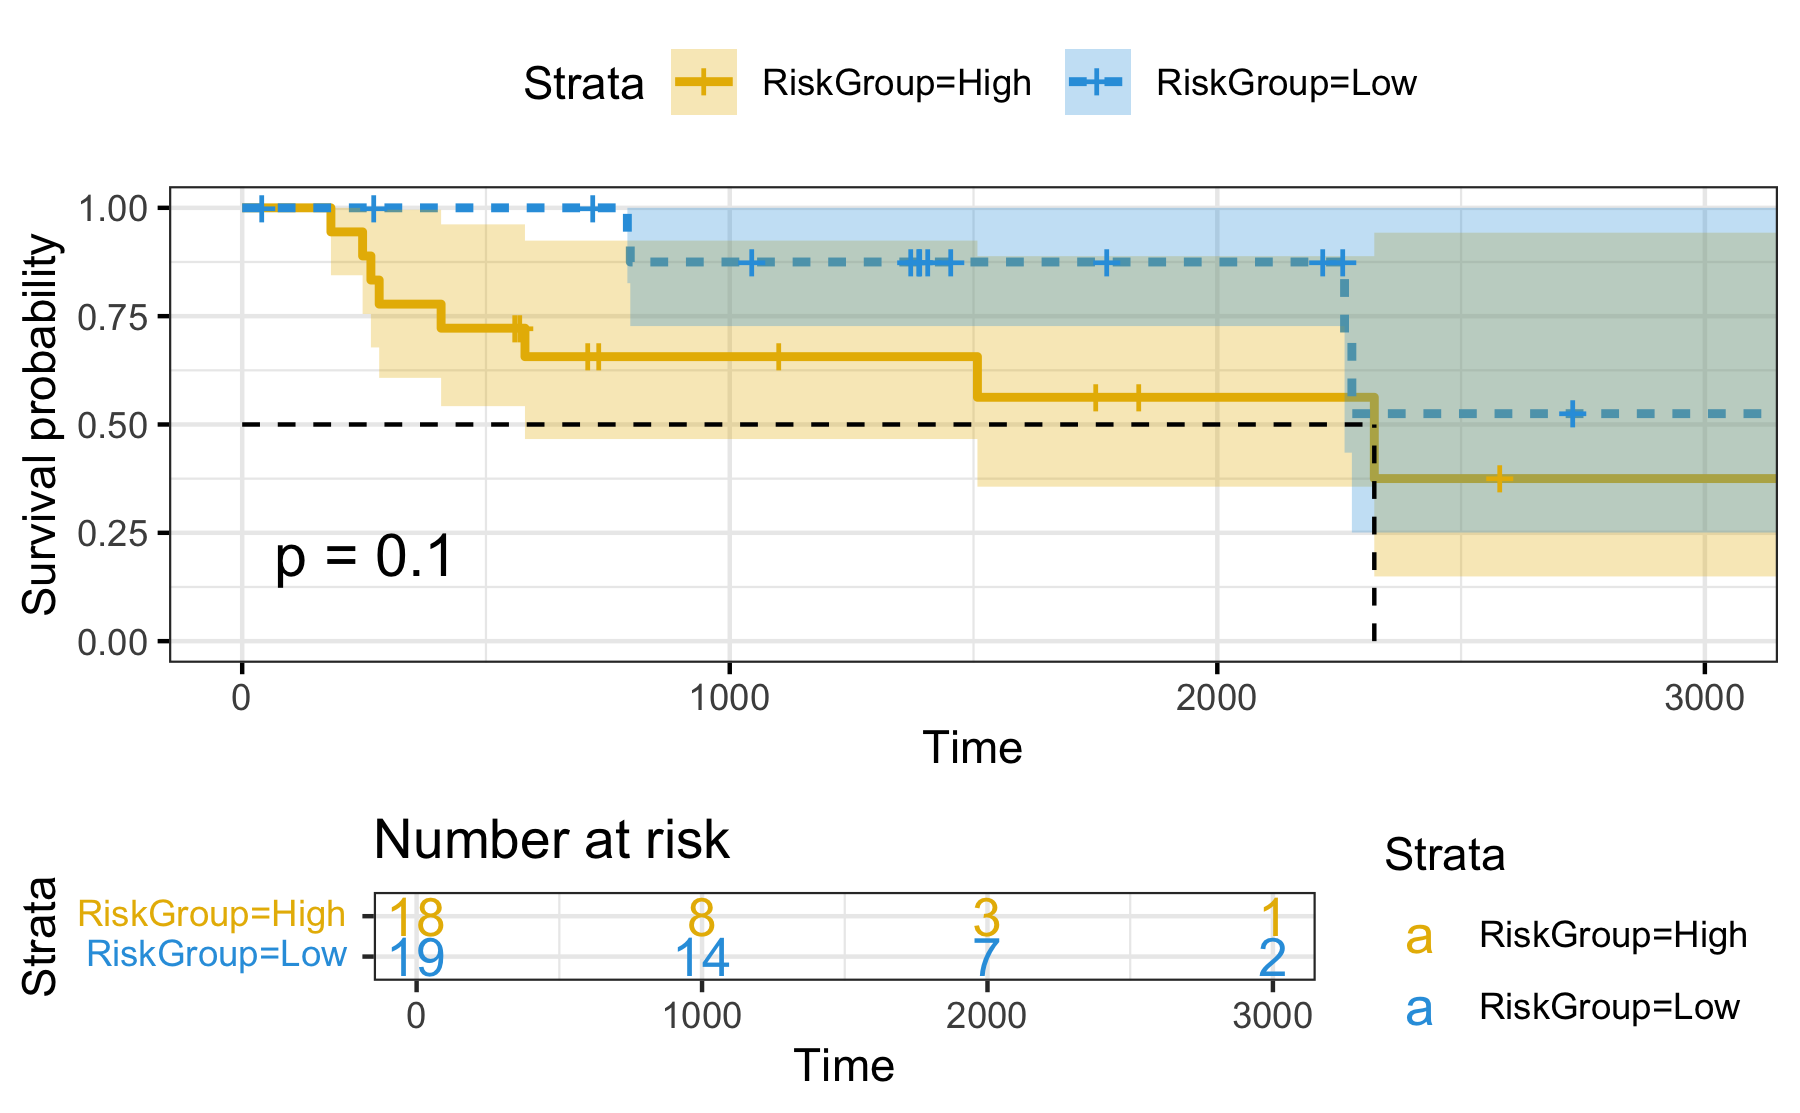 Strata RiskGroup=High RiskGroup=Low
Survival probability
1.00
0.75
0.50
0.25
0.00
p = 0.1
0 1000 2000 3000
Time
Number at risk
Strata
RiskGroup=High 18 8 3 1
RiskGroup=Low 19 14 7 2
0 1000 2000 3000
Time
Strata
a RiskGroup=High
a RiskGroup=Low